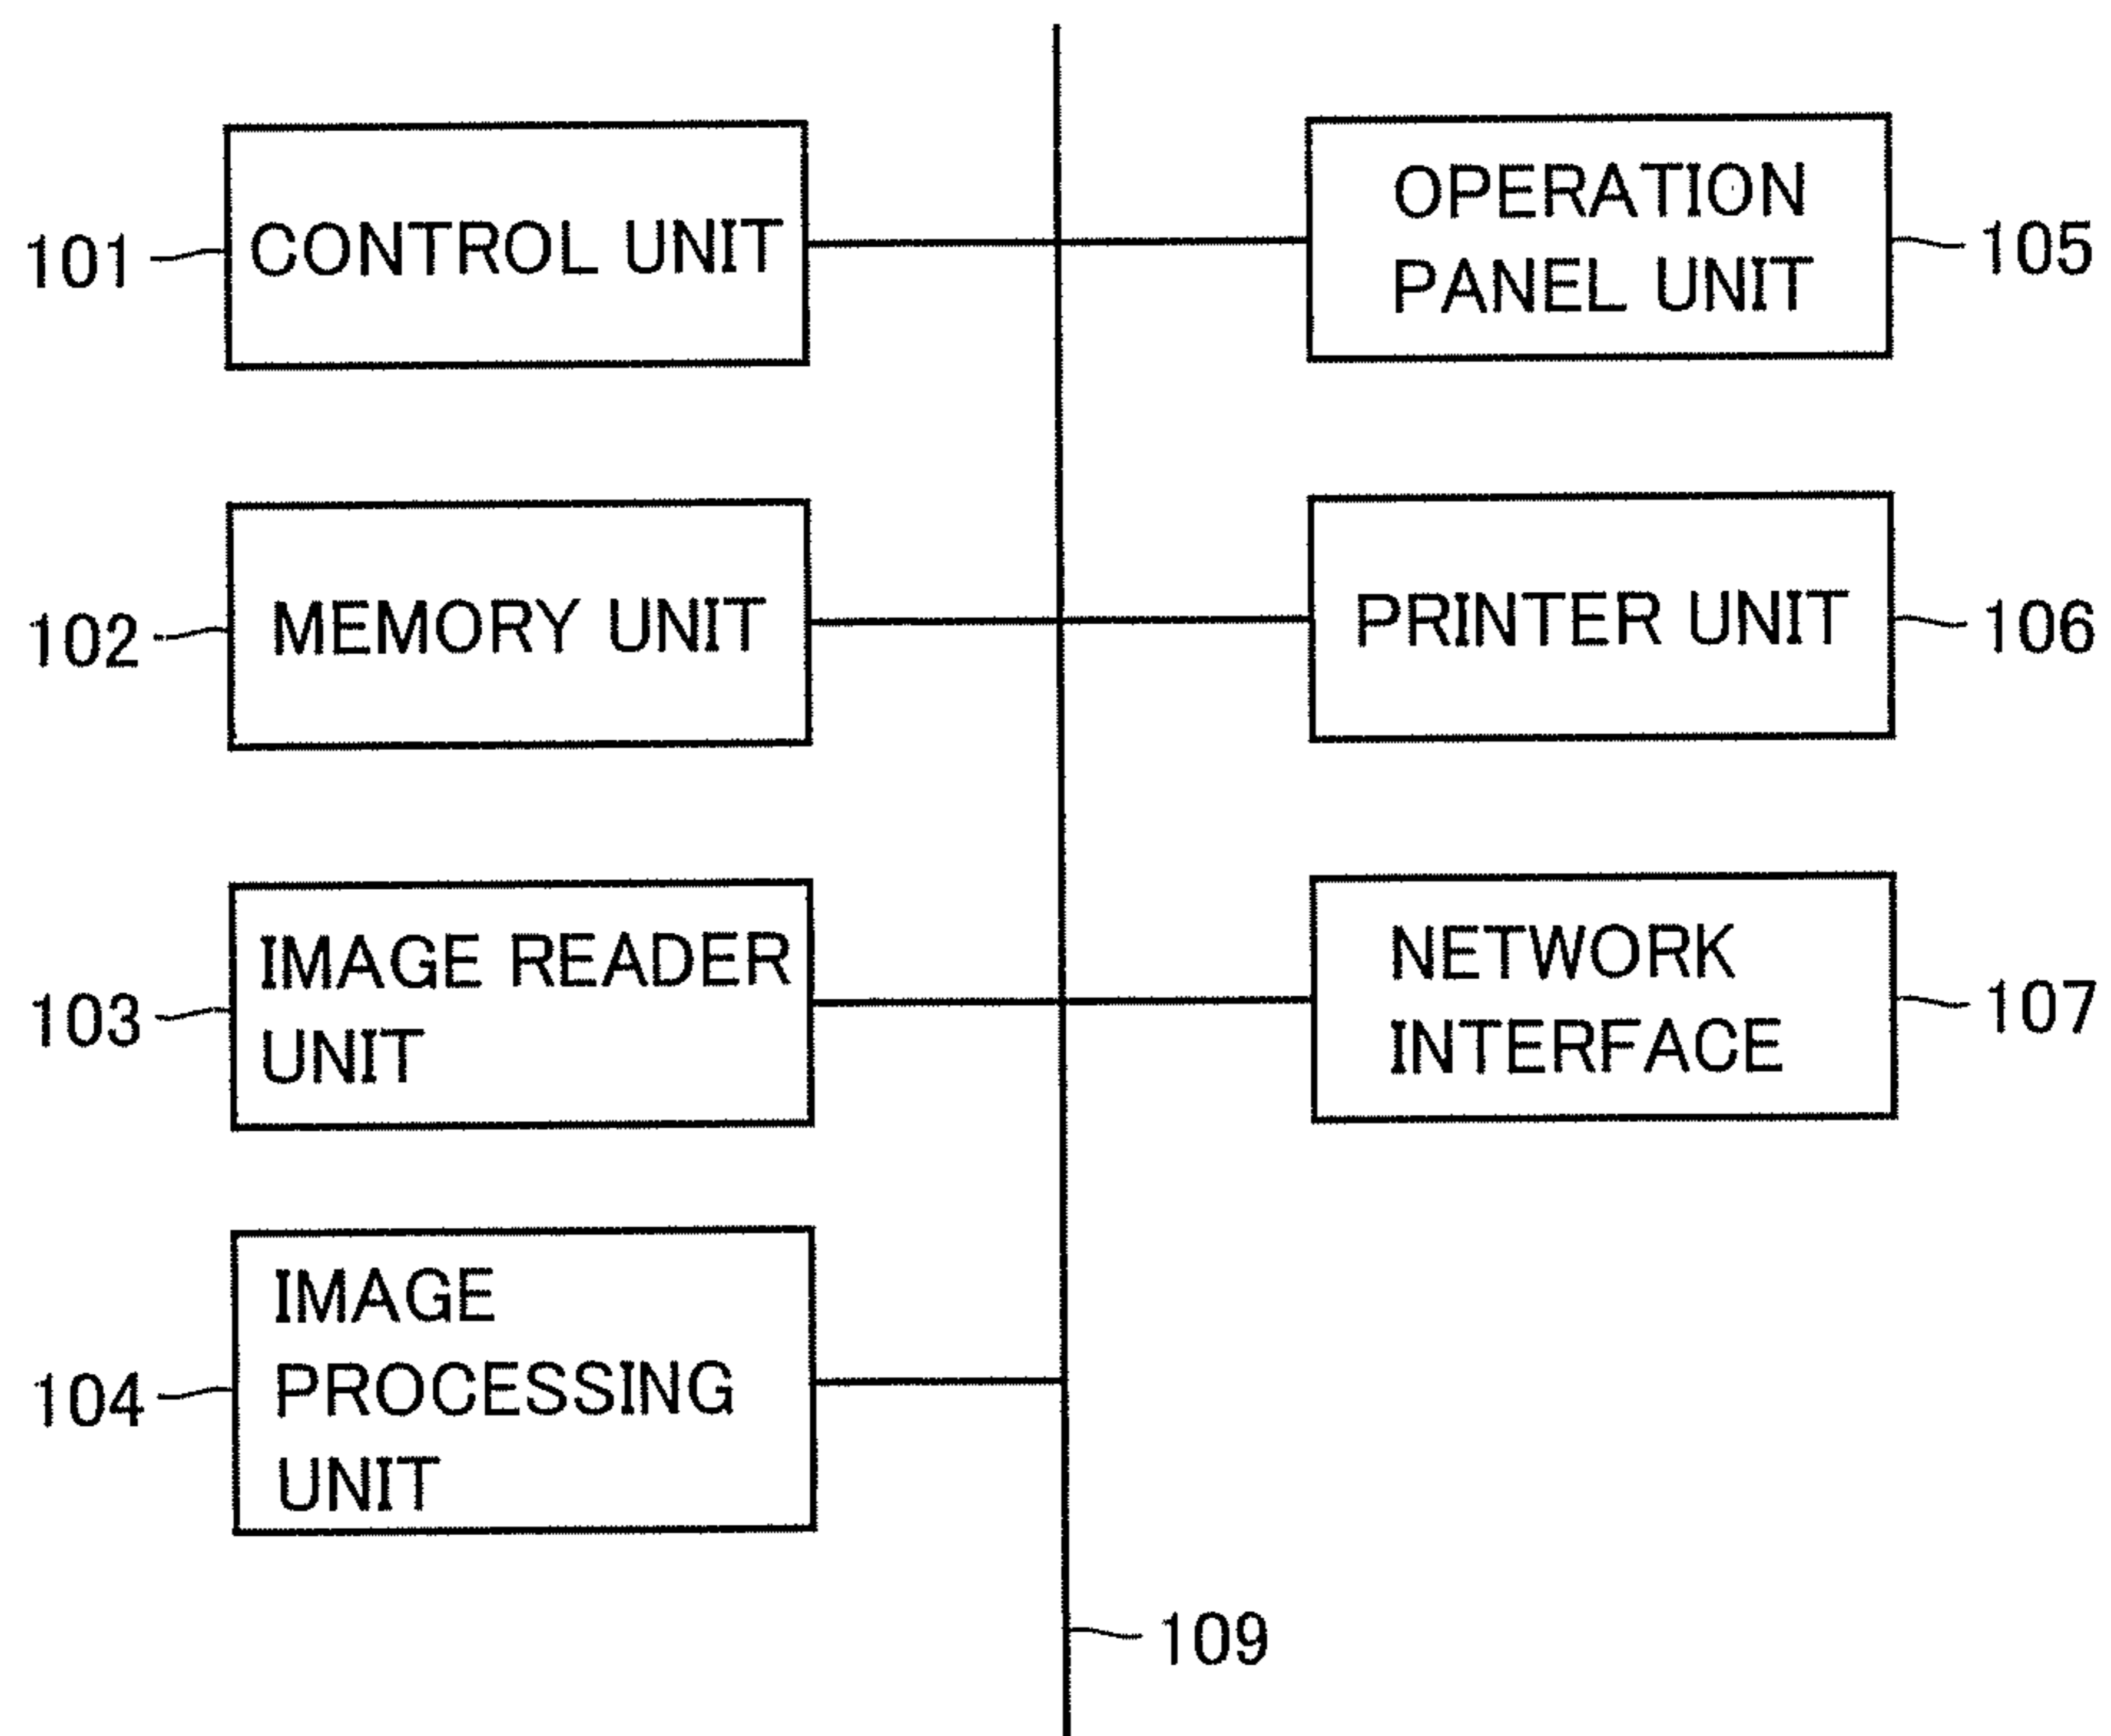 101
CONTROL UNIT
OPERATION
PANEL UNIT
105
102
MEMORY UNIT
PRINTER UNIT
106
103
IMAGE READER
UNIT
NETWORK
INTERFACE
107
104
IMAGE
PROCESSING
UNIT
109